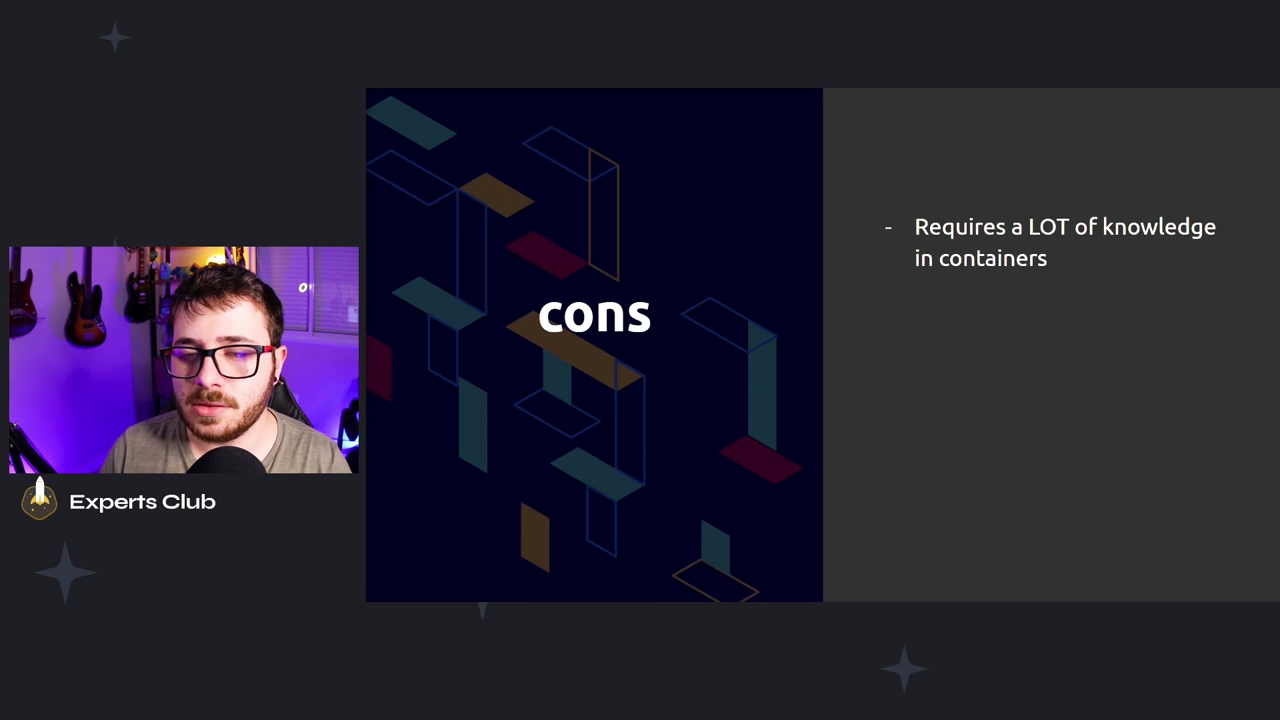 cons
- Requires a LOT of knowledge
in containers
Experts Club